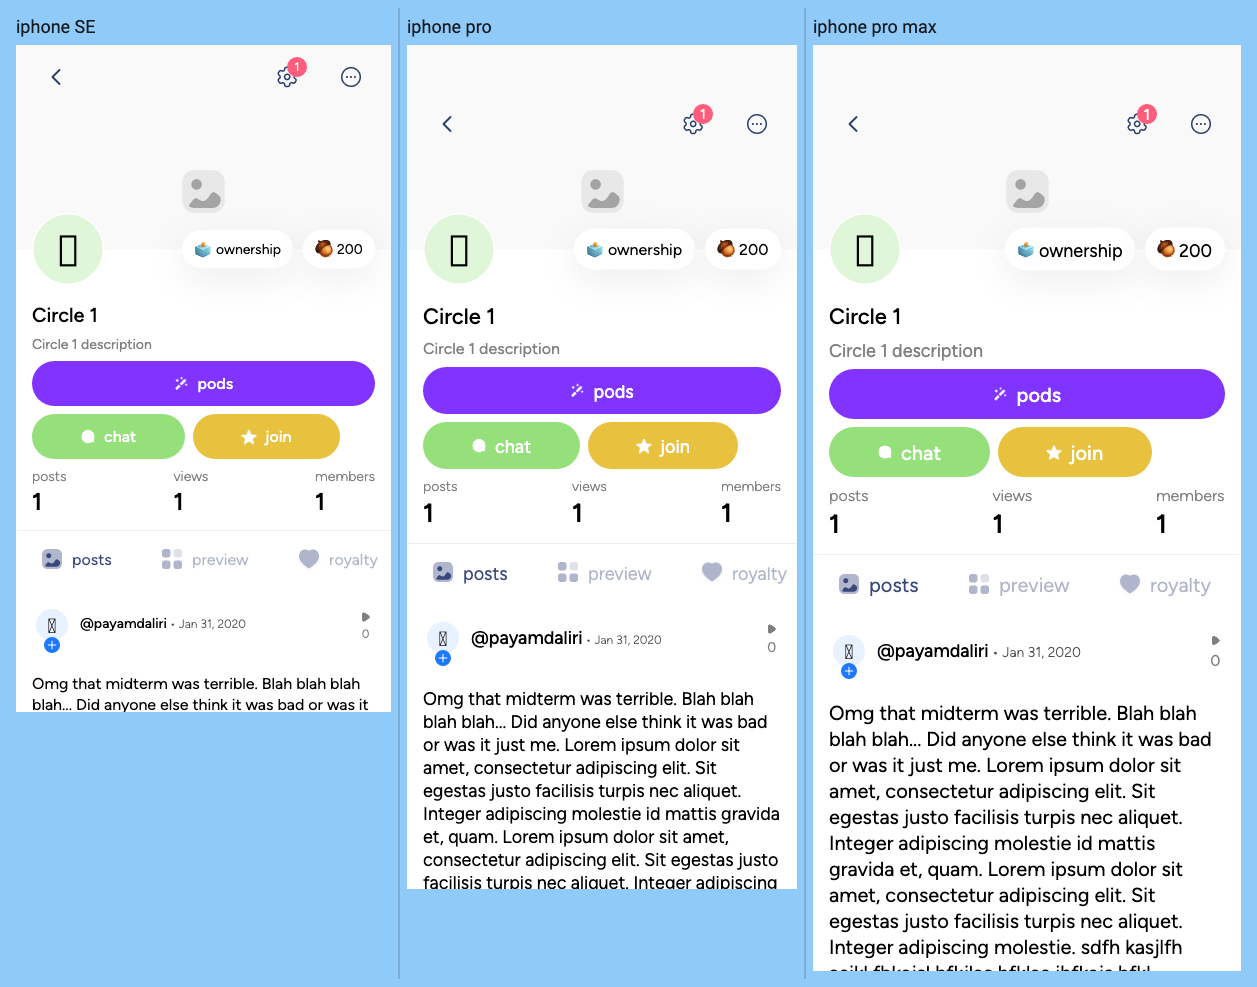 iphone SE
1
ownership
200
Circle 1
Circle 1 description
pods
chat
join
posts
views
members
1
1
1
posts
preview
royalty
@payamdaliri • Jan 31, 2020
0
Omg that midterm was terrible. Blah blah blah
blah... Did anyone else think it was bad or was it
iphone pro
1
ownership
200
Circle 1
Circle 1 description
pods
chat
join
posts
views
members
1
1
1
posts
preview
royalty
@payamdaliri • Jan 31, 2020
0
Omg that midterm was terrible. Blah blah
blah blah... Did anyone else think it was bad
or was it just me. Lorem ipsum dolor sit
amet, consectetur adipiscing elit. Sit
egestas justo facilisis turpis nec aliquet.
Integer adipiscing molestie id mattis gravida
et, quam. Lorem ipsum dolor sit amet,
consectetur adipiscing elit. Sit egestas justo
facilisis turpis nec aliquet. Integer adipiscing
iphone pro max
1
ownership
200
Circle 1
Circle 1 description
pods
chat
join
posts
views
members
1
1
1
posts
preview
royalty
@payamdaliri • Jan 31, 2020
0
Omg that midterm was terrible. Blah blah
blah blah... Did anyone else think it was bad
or was it just me. Lorem ipsum dolor sit
amet, consectetur adipiscing elit. Sit
egestas justo facilisis turpis nec aliquet.
Integer adipiscing molestie id mattis
gravida et, quam. Lorem ipsum dolor sit
amet, consectetur adipiscing elit. Sit
egestas justo facilisis turpis nec aliquet.
Integer adipiscing molestie. sdfh kasjlfh